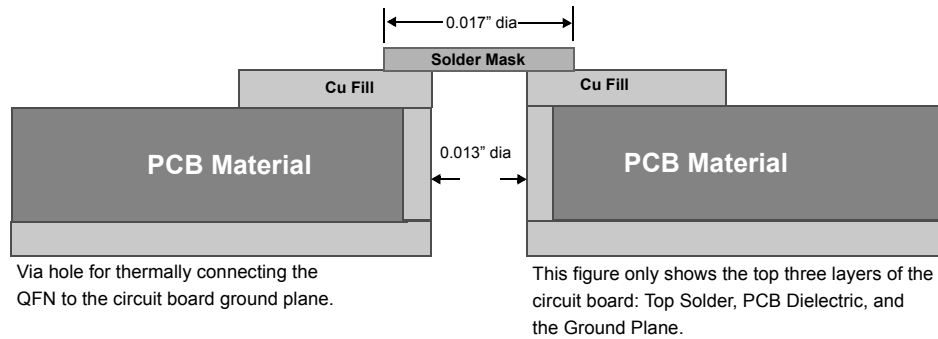 0.017” dia
Solder Mask
Cu Fill
Cu Fill
PCB Material
0.013” dia
PCB Material
Via hole for thermally connecting the
QFN to the circuit board ground plane.
This figure only shows the top three layers of the
circuit board: Top Solder, PCB Dielectric, and
the Ground Plane.